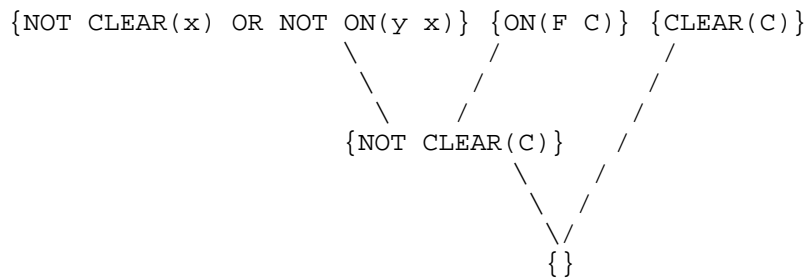 {NOT CLEAR(x) OR NOT ON(y x)} {ON(F C)} {CLEAR(C)}
{NOT CLEAR(C)}
{}